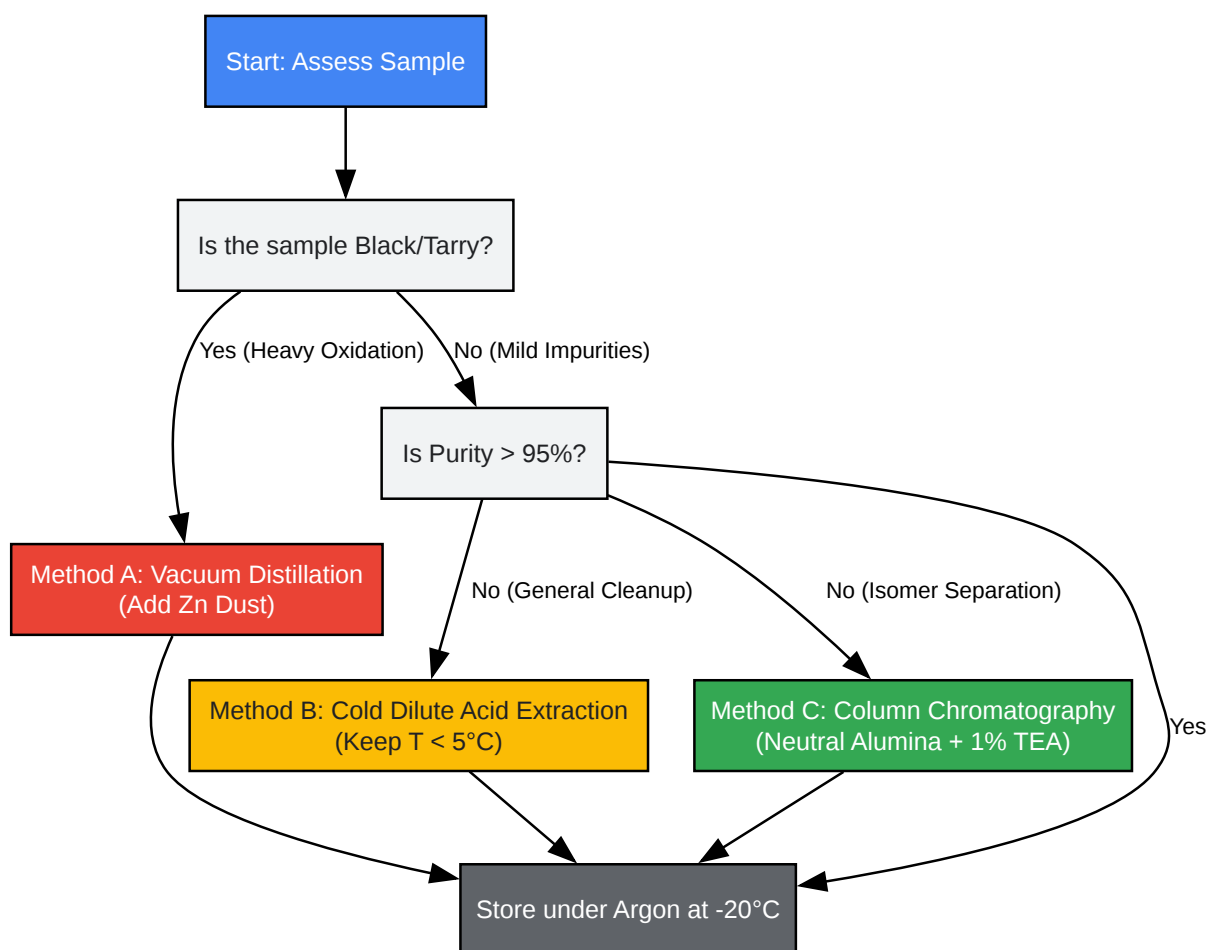 Start: Assess Sample
Is the sample Black/Tarry?
Yes (Heavy Oxidation)
No (Mild Impurities)
Is Purity > 95%?
Method A: Vacuum Distillation
(Add Zn Dust)
No (General Cleanup)
No (Isomer Separation)
Method B: Cold Dilute Acid Extraction
(Keep T < 5°C)
Method C: Column Chromatography
(Neutral Alumina + 1% TEA)
Yes
Store under Argon at -20°C